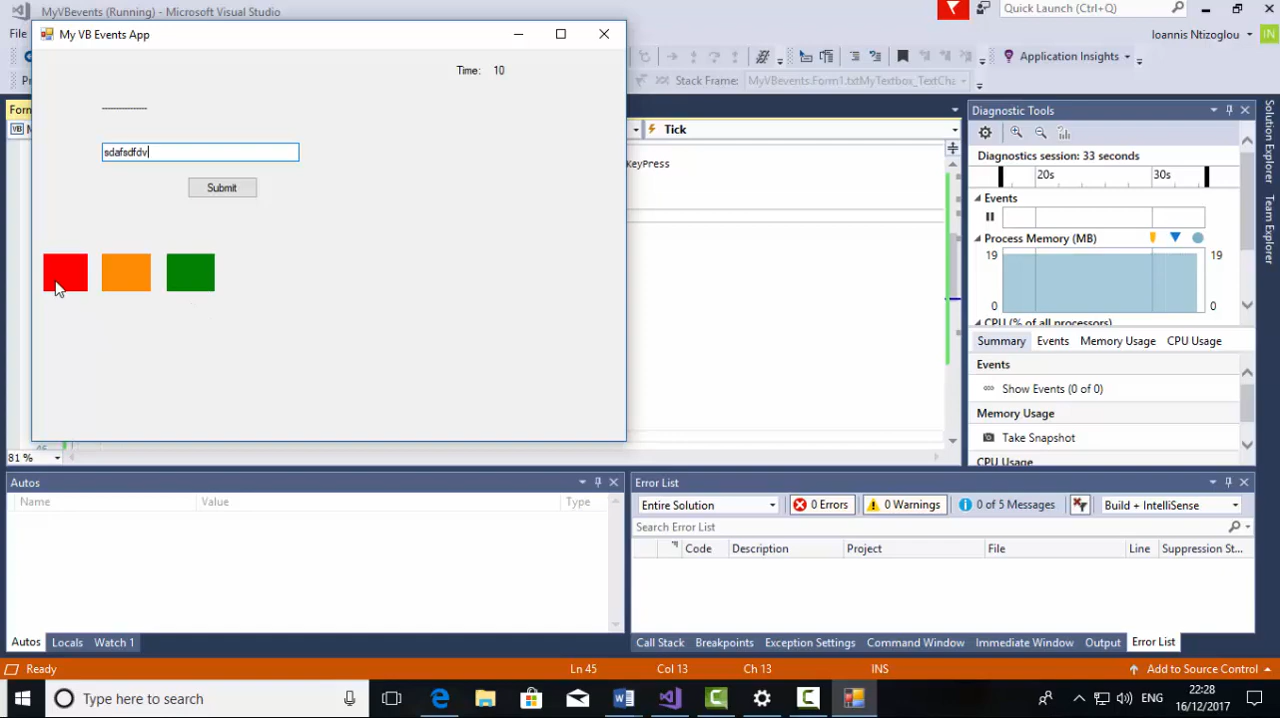 MyVBevents (Running) - Microsoft Visual Studio
Quick Launch (Ctrl+Q)
My VB Events App
File
Ioannis Ntizoglou
IN
Application Insights
Time: 10
Stack Frame: MyVBevents.Form1.txtMyTextbox_TextCha
Form
Tick
Diagnostic Tools
Solution Explorer
Team Explorer
----------------
sdafsdfdv
KeyPress
Submit
Diagnostics session: 33 seconds
20s 30s
Events
Process Memory (MB)
19 19
0 0
CPU (% of all processors)
Summary Events Memory Usage CPU Usage
Events
Show Events (0 of 0)
Memory Usage
Take Snapshot
CPU Usage
81 %
Autos
Name Value Type
Error List
Entire Solution 0 Errors 0 Warnings 0 of 5 Messages Build + IntelliSense
Search Error List
Code Description Project File Line Suppression St...
Autos Locals Watch 1
Call Stack Breakpoints Exception Settings Command Window Immediate Window Output Error List
Ready Ln 45 Col 13 Ch 13 INS Add to Source Control
Type here to search
ENG
22:28
16/12/2017